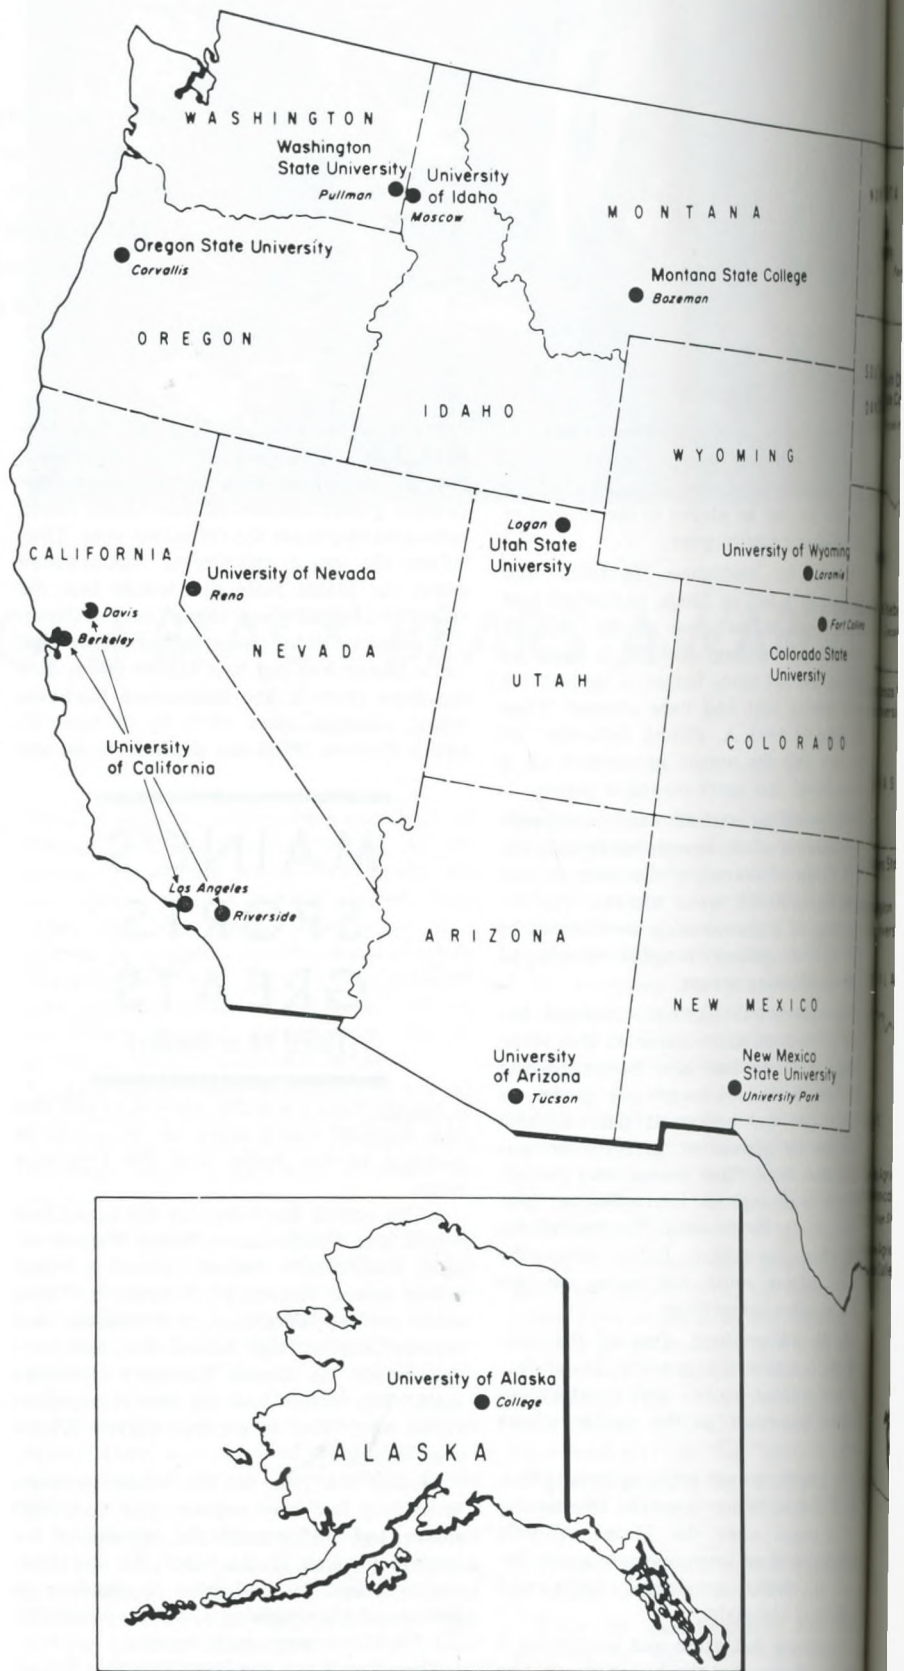 WASHINGTON
Washington
State University
Pullman
University
of Idaho
Moscow
MONTANA
Oregon State University
Corvallis
Montana State College
Bozeman
OREGON
IDAHO
WYOMING
Logan
Utah State
University
CALIFORNIA
University of Nevada
Reno
University of Wyoming
Laramie
Davis
Berkeley
NEVADA
UTAH
Fort Collins
Colorado State
University
COLORADO
University
of California
Los Angeles
Riverside
ARIZONA
NEW MEXICO
University
of Arizona
Tucson
New Mexico
State University
University Park
University of Alaska
College
ALASKA